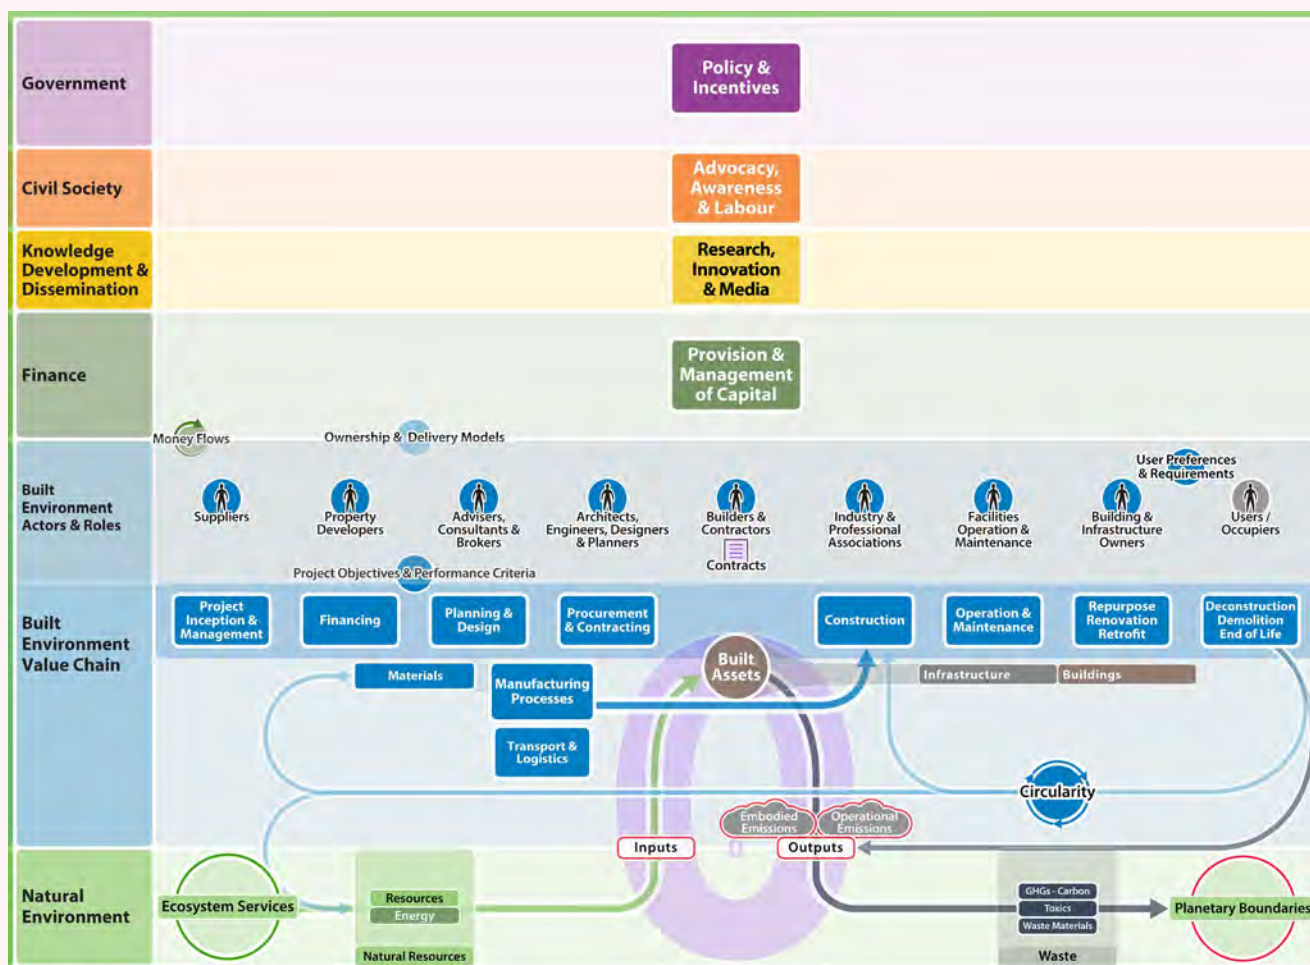 Government
Policy &
Incentives
Civil Society
Advocacy,
Awareness
& Labour
Knowledge
Development &
Dissemination
Research,
Innovation
& Media
Finance
Provision &
Management
of Capital
Money Flows
Ownership & Delivery Models
User Preferences
& Requirements
Built
Environment
Actors & Roles
Suppliers
Property
Developers
Advisers,
Consultants &
Brokers
Architects,
Engineers, Designers
& Planners
Builders &
Contractors
Contracts
Industry &
Professional
Associations
Facilities
Operation &
Maintenance
Building &
Infrastructure
Owners
Users /
Occupiers
Project Objectives & Performance Criteria
Built
Environment
Value Chain
Project
Inception &
Management
Financing
Planning &
Design
Procurement
& Contracting
Construction
Operation &
Maintenance
Repurpose
Renovation
Retrofit
Deconstruction
Demolition
End of Life
Built
Assets
Materials
Manufacturing
Processes
Transport &
Logistics
Infrastructure
Buildings
Circularity
Embodied
Emissions
Operational
Emissions
Inputs
Outputs
Natural
Environment
Ecosystem Services
Resources
Energy
Natural Resources
GHGs - Carbon
Toxics
Waste Materials
Waste
Planetary Boundaries